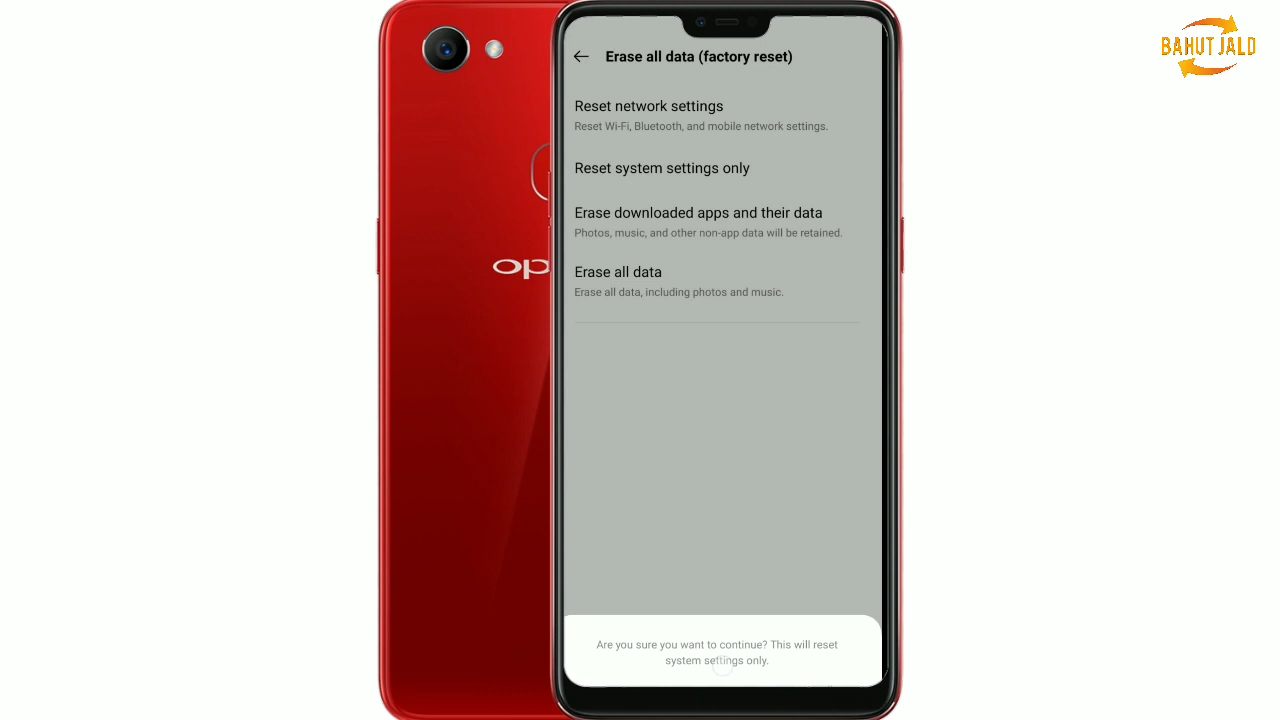 BAHUT JALD
Erase all data (factory reset)
Reset network settings
Reset Wi-Fi, Bluetooth, and mobile network settings.
Reset system settings only
Erase downloaded apps and their data
Photos, music, and other non-app data will be retained.
Erase all data
Erase all data, including photos and music.
opp
Are you sure you want to continue? This will reset
system settings only.